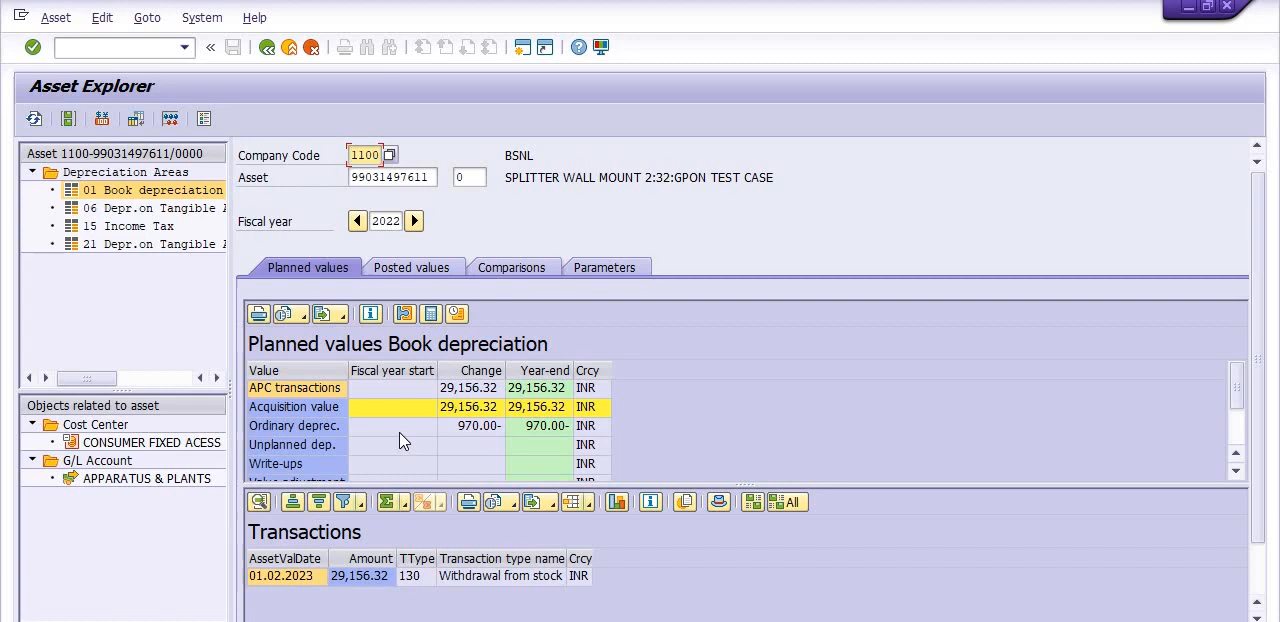 Asset Edit Goto System Help
Asset Explorer
Asset 1100-99031497611/0000
Depreciation Areas
01 Book depreciation
06 Depr.on Tangible
15 Income Tax
21 Depr.on Tangible
Objects related to asset
Cost Center
CONSUMER FIXED ACESS
G/L Account
APPARATUS & PLANTS
Company Code 1100 BSNL
Asset 99031497611 0 SPLITTER WALL MOUNT 2:32:GPON TEST CASE
Fiscal year 2022
Planned values Posted values Comparisons Parameters
Planned values Book depreciation
Value Fiscal year start Change Year-end Crcy
APC transactions 29,156.32 29,156.32 INR
Acquisition value 29,156.32 29,156.32 INR
Ordinary deprec. 970.00- 970.00- INR
Unplanned dep. INR
Write-ups INR
All
Transactions
AssetValDate Amount TType Transaction type name Crcy
01.02.2023 29,156.32 130 Withdrawal from stock INR